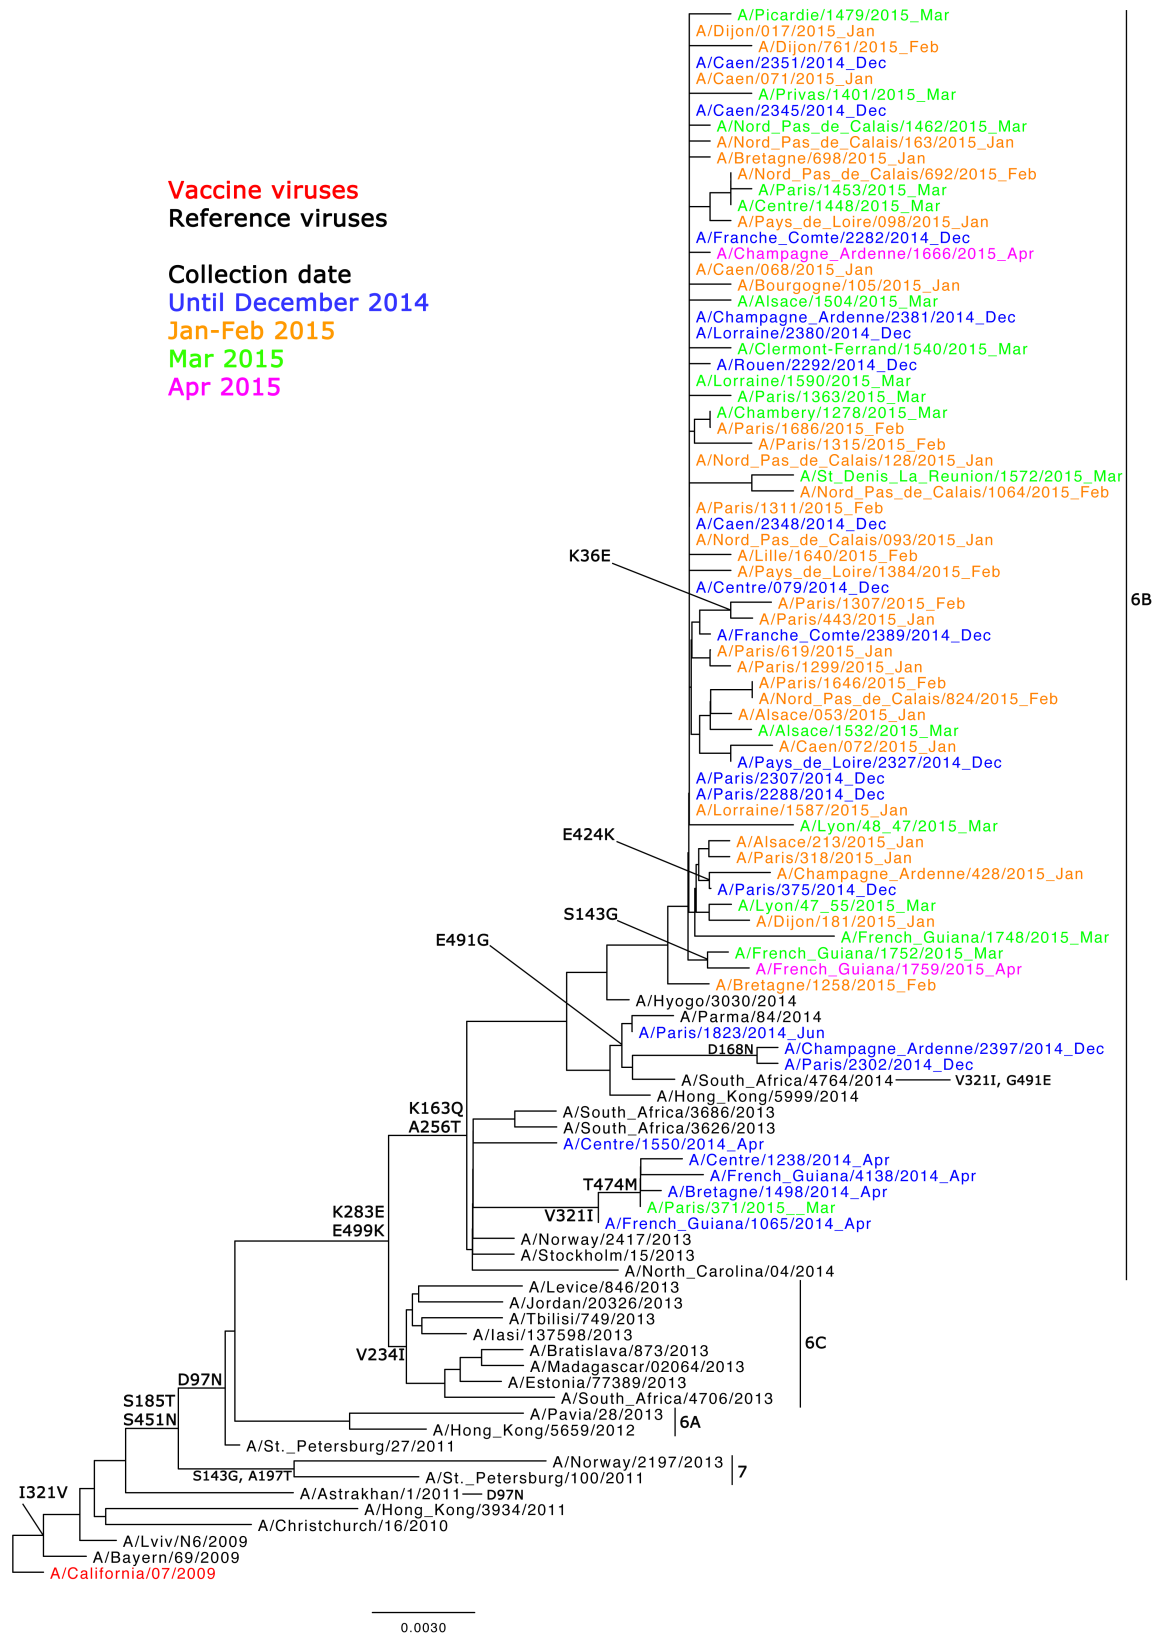 A/Picardie/1479/2015_Mar
A/Dijon/017/2015_Jan
A/Dijon/761/2015_Feb
A/Caen/2351/2014_Dec
A/Caen/071/2015_Jan
A/Privas/1401/2015_Mar
A/Caen/2345/2014_Dec
A/Nord_Pas_de_Calais/1462/2015_Mar
A/Nord_Pas_de_Calais/163/2015_Jan
A/Bretagne/698/2015_Jan
A/Nord_Pas_de_Calais/692/2015_Feb
A/Paris/1453/2015_Mar
A/Centre/1448/2015_Mar
A/Pays_de_Loire/098/2015_Jan
A/Franche_Comte/2282/2014_Dec
A/Champagne_Ardenne/1666/2015_Apr
A/Caen/068/2015_Jan
A/Bourgogne/105/2015_Jan
A/Alsace/1504/2015_Mar
A/Champagne_Ardenne/2381/2014_Dec
A/Lorraine/2380/2014_Dec
A/Clermont-Ferrand/1540/2015_Mar
A/Rouen/2292/2014_Dec
A/Lorraine/1590/2015_Mar
A/Paris/1363/2015_Mar
A/Chambery/1278/2015_Mar
A/Paris/1686/2015_Feb
A/Paris/1315/2015_Feb
A/Nord_Pas_de_Calais/128/2015_Jan
A/St_Denis_La_Reunion/1572/2015_Mar
A/Nord_Pas_de_Calais/1064/2015_Feb
A/Paris/1311/2015_Feb
A/Caen/2348/2014_Dec
A/Nord_Pas_de_Calais/093/2015_Jan
A/Lille/1640/2015_Feb
A/Pays_de_Loire/1384/2015_Feb
A/Centre/079/2014_Dec
A/Paris/1307/2015_Feb
A/Paris/443/2015_Jan
A/Franche_Comte/2389/2014_Dec
A/Paris/619/2015_Jan
A/Paris/1299/2015_Jan
A/Paris/1646/2015_Feb
A/Nord_Pas_de_Calais/824/2015_Feb
A/Alsace/053/2015_Jan
A/Alsace/1532/2015_Mar
A/Caen/072/2015_Jan
A/Pays_de_Loire/2327/2014_Dec
A/Paris/2307/2014_Dec
A/Paris/2288/2014_Dec
A/Lorraine/1587/2015_Jan
A/Lyon/48_47/2015_Mar
A/Alsace/213/2015_Jan
A/Paris/318/2015_Jan
A/Champagne_Ardenne/428/2015_Jan
A/Paris/375/2014_Dec
A/Lyon/47_55/2015_Mar
A/Dijon/181/2015_Jan
A/French_Guiana/1748/2015_Mar
A/French_Guiana/1752/2015_Mar
A/French_Guiana/1759/2015_Apr
A/Bretagne/1258/2015_Feb
A/Hyogo/3030/2014
A/Parma/84/2014
A/Paris/1823/2014_Jun
A/Champagne_Ardenne/2397/2014_Dec
A/Paris/2302/2014_Dec
A/South_Africa/4764/2014 V321I, G491E
A/Hong_Kong/5999/2014
A/South_Africa/3686/2013
A/South_Africa/3626/2013
A/Centre/1550/2014_Apr
A/Centre/1238/2014_Apr
A/French_Guiana/4138/2014_Apr
A/Bretagne/1498/2014_Apr
A/Paris/371/2015__Mar
A/French_Guiana/1065/2014_Apr
A/Norway/2417/2013
A/Stockholm/15/2013
A/North_Carolina/04/2014
A/Levice/846/2013
A/Jordan/20326/2013
A/Tbilisi/749/2013
A/Iasi/137598/2013
A/Bratislava/873/2013
A/Madagascar/02064/2013
A/Estonia/77389/2013
A/South_Africa/4706/2013
A/Pavia/28/2013
A/Hong_Kong/5659/2012
A/St._Petersburg/27/2011
A/Norway/2197/2013
A/St._Petersburg/100/2011
A/Astrakhan/1/2011 D97N
A/Hong_Kong/3934/2011
A/Christchurch/16/2010
A/Lviv/N6/2009
A/Bayern/69/2009
A/California/07/2009
Vaccine viruses
Reference viruses
Collection date
Until December 2014
Jan-Feb 2015
Mar 2015
Apr 2015
K36E
E424K
S143G
E491G
D168N
K163Q
A256T
T474M
V321I
K283E
E499K
V234I
D97N
S185T
S451N
S143G, A197T
I321V
6B
6C
6A
7
0.0030